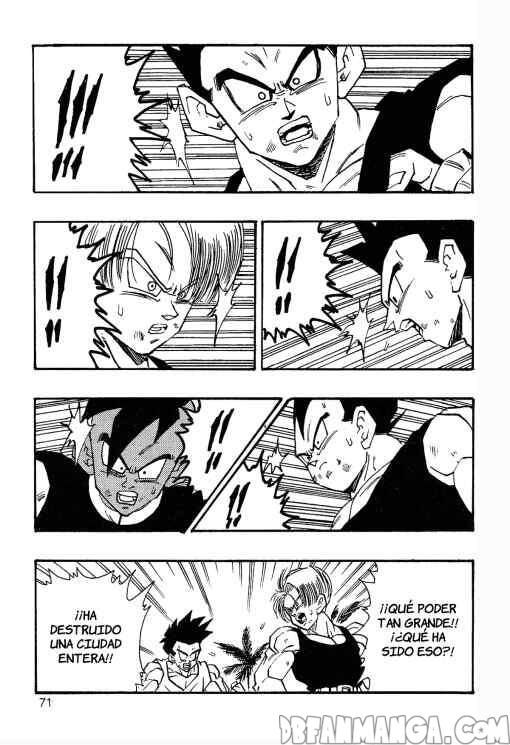 !!!
!!
!!
!!
¡¡QUÉ PODER
TAN GRANDE!!
¡¿QUÉ HA
SIDO ESO?!
¡¡HA
DESTRUIDO
UNA CIUDAD
ENTERA!!
71
DBFANMANGA.COM